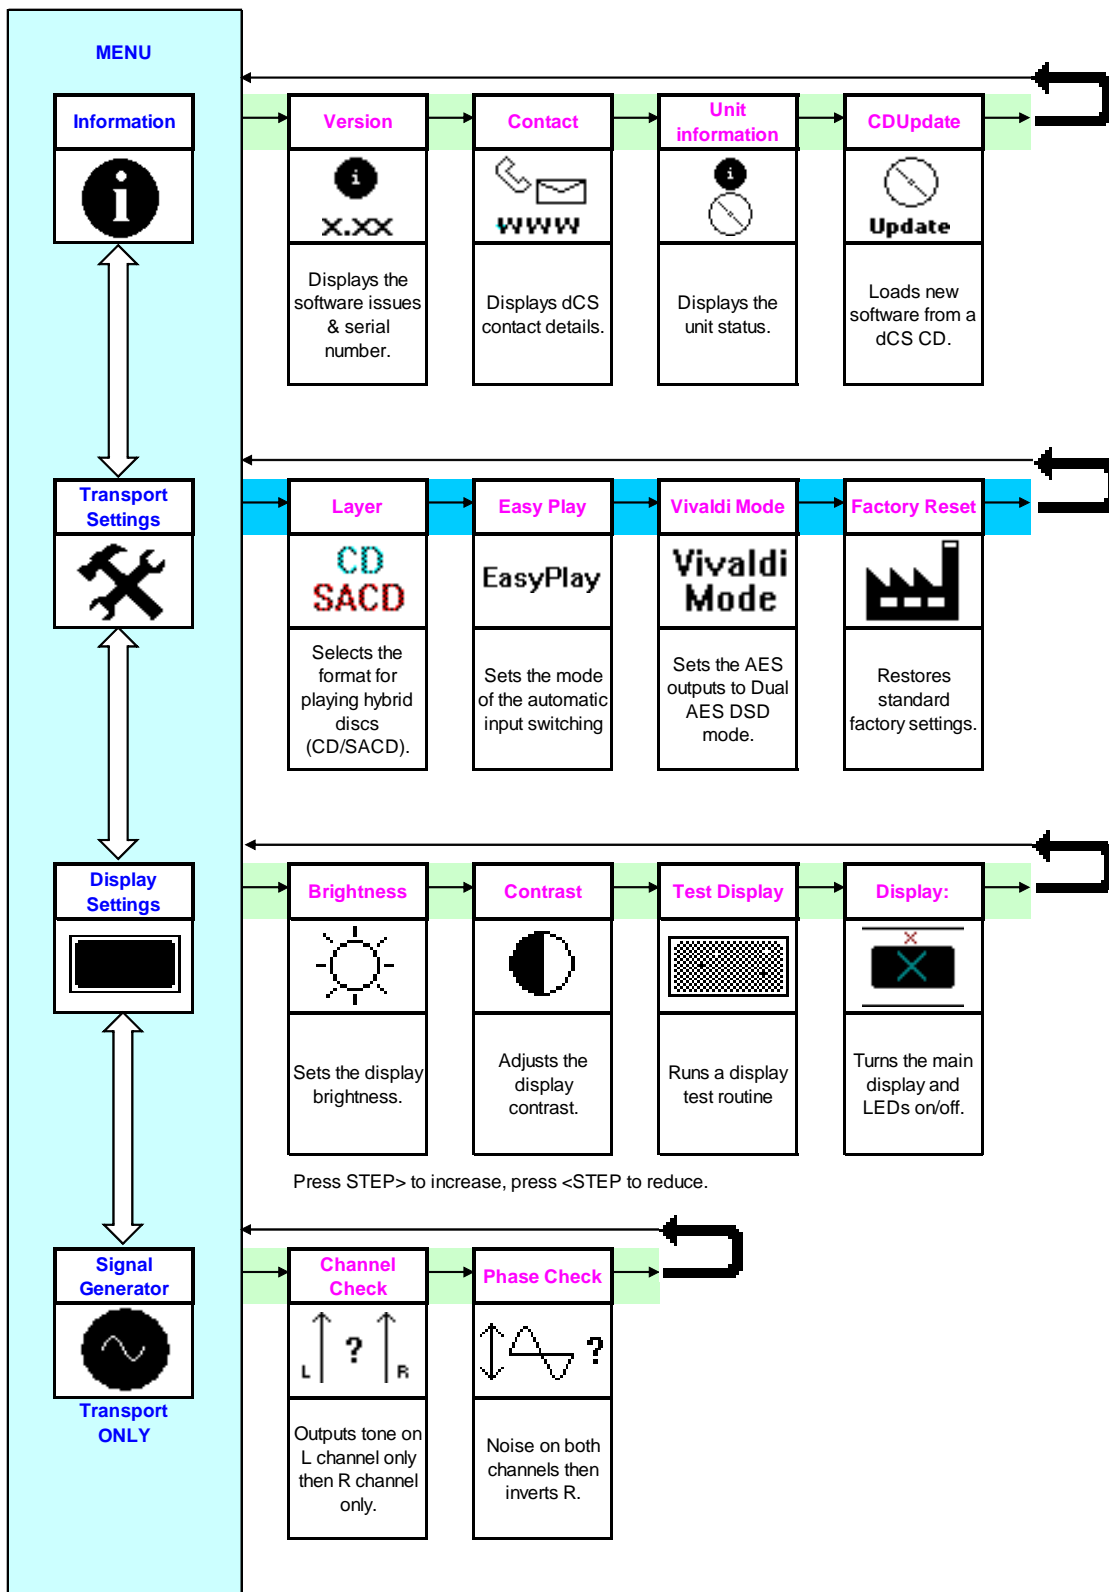 MENU
Information
Version
Contact
Unit
information
CDUpdate
i
i
X.XX
WWW
i
Update
Displays the
software issues
& serial
number.
Displays dCS
contact details.
Displays the
unit status.
Loads new
software from a
dCS CD.
Transport
Settings
Layer
Easy Play
Vivaldi Mode
Factory Reset
CD
SACD
EasyPlay
Vivaldi
Mode
Selects the
format for
playing hybrid
discs
(CD/SACD).
Sets the mode
of the automatic
input switching
Sets the AES
outputs to Dual
AES DSD
mode.
Restores
standard
factory settings.
Display
Settings
Brightness
Contrast
Test Display
Display:
Sets the display
brightness.
Adjusts the
display
contrast.
Runs a display
test routine
Turns the main
display and
LEDs on/off.
Press STEP> to increase, press <STEP to reduce.
Signal
Generator
Channel
Check
Phase Check
L ? R
?
Transport
ONLY
Outputs tone on
L channel only
then R channel
only.
Noise on both
channels then
inverts R.